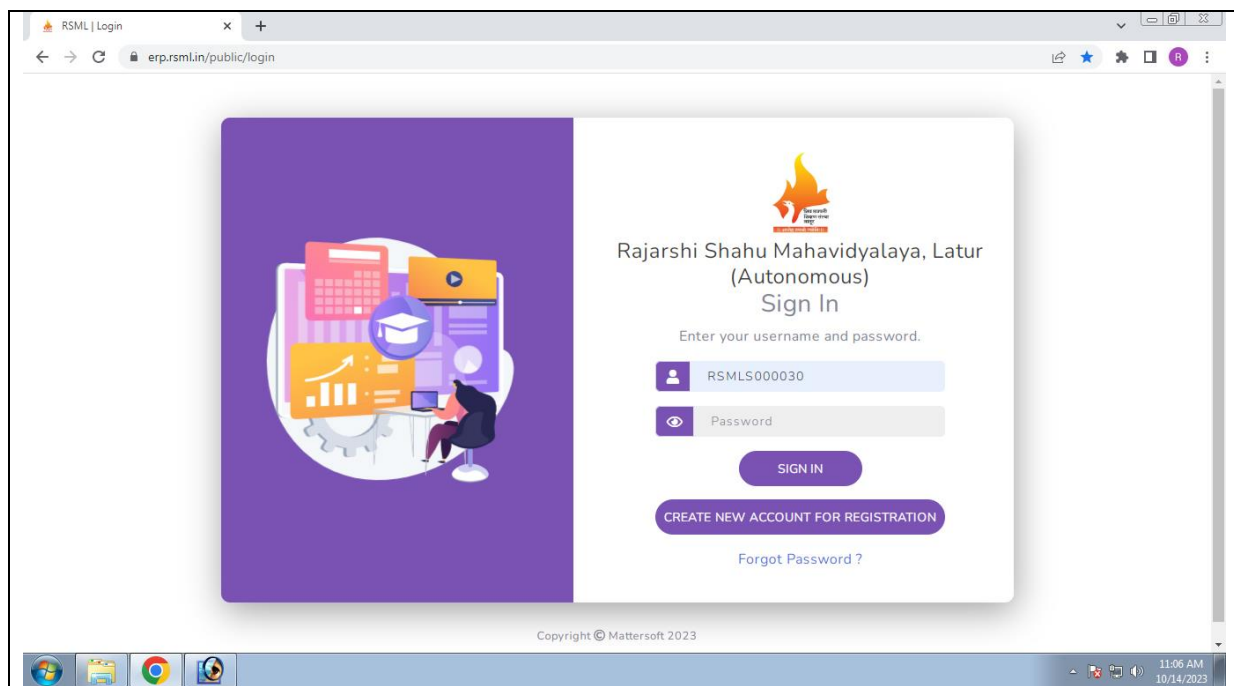 RSML | Login
erp.rsml.in/public/login
R
Rajarshi Shahu Mahavidyalaya, Latur
(Autonomous)
Sign In
Enter your username and password.
RSMLS000030
Password
SIGN IN
CREATE NEW ACCOUNT FOR REGISTRATION
Forgot Password ?
Copyright © Mattersoft 2023
11:06 AM
10/14/2023